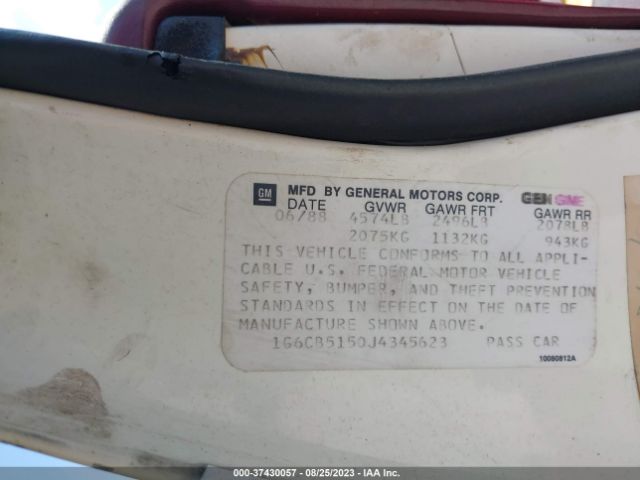 GM MFD BY GENERAL MOTORS CORP.
DATE GVWR GAWR FRT GAWR RR
06/88 4574LB 2496LB 2078LB
2075KG 1132KG 943KG
THIS VEHICLE CONFORMS TO ALL APPLI-
CABLE U.S. FEDERAL MOTOR VEHICLE
SAFETY, BUMPER, AND THEFT PREVENTION
STANDARDS IN EFFECT ON THE DATE OF
MANUFACTURE SHOWN ABOVE.
1G6CB5150J4345623 PASS CAR
10080812A
000-37430057 - 08/25/2023 - IAA Inc.